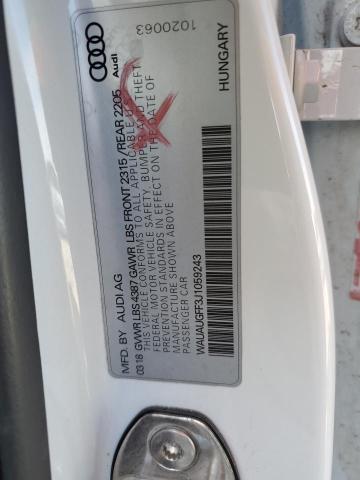 Audi
1020063
MFD. BY AUDI AG
03 18 GVWR LBS 4387 GAWR LBS FRONT 2315 /REAR 2205
THIS VEHICLE CONFORMS TO ALL APPLICABLE U.S.
FEDERAL MOTOR VEHICLE SAFETY, BUMPER AND THEFT
PREVENTION STANDARDS IN EFFECT ON THE DATE OF
MANUFACTURE SHOWN ABOVE
PASSENGER CAR
WAUAUGFF3J1059243
HUNGARY